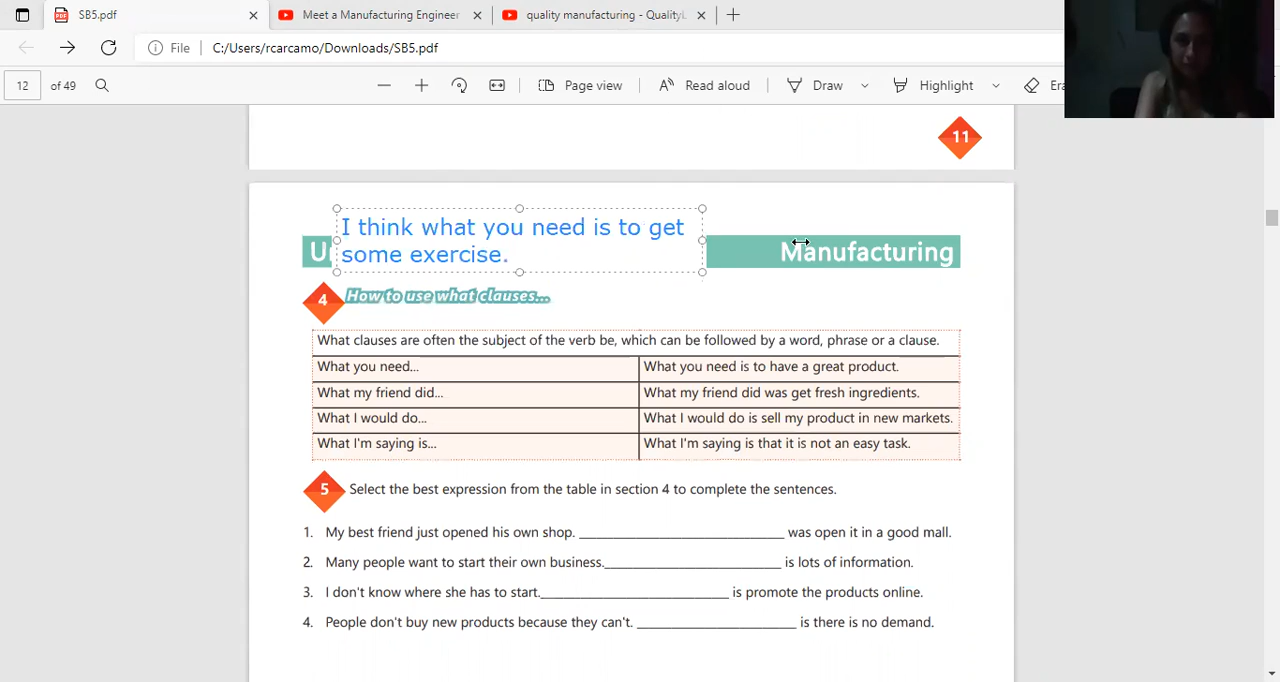 SB5.pdf
Meet a Manufacturing Engineer
quality manufacturing - QualityL
File
C:/Users/rcarcamo/Downloads/SB5.pdf
12
of 49
Page view
Read aloud
Draw
Highlight
11
I think what you need is to get
some exercise.
Manufacturing
4
How to use what clauses...
What clauses are often the subject of the verb be, which can be followed by a word, phrase or a clause.
What you need...
What you need is to have a great product.
What my friend did...
What my friend did was get fresh ingredients.
What I would do...
What I would do is sell my product in new markets.
What I'm saying is...
What I'm saying is that it is not an easy task.
5
Select the best expression from the table in section 4 to complete the sentences.
1. My best friend just opened his own shop. ____________________________ was open it in a good mall.
2. Many people want to start their own business.________________________ is lots of information.
3. I don't know where she has to start.__________________________ is promote the products online.
4. People don't buy new products because they can't. ______________________ is there is no demand.